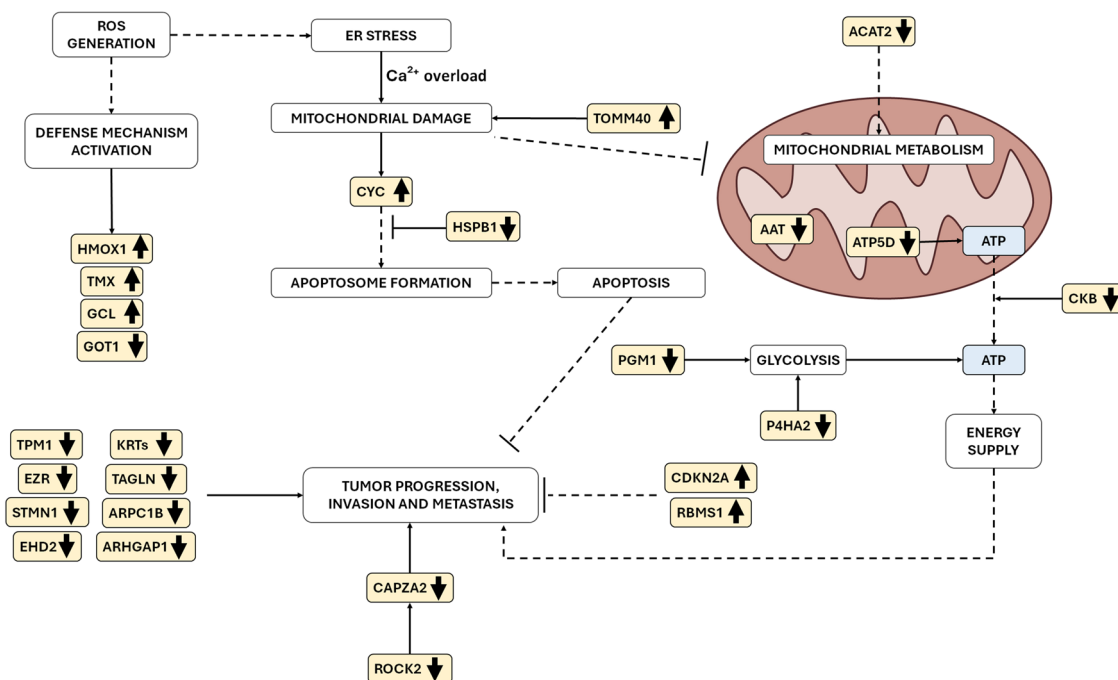 ROS
GENERATION
ER STRESS
ACAT2
Ca2+ overload
DEFENSE MECHANISM
ACTIVATION
MITOCHONDRIAL DAMAGE
TOMM40
MITOCHONDRIAL METABOLISM
CYC
HSPB1
AAT
ATP5D
ATP
HMOX1
TMX
GCL
GOT1
APOPTOSOME FORMATION
APOPTOSIS
CKB
PGM1
GLYCOLYSIS
ATP
P4HA2
ENERGY
SUPPLY
TPM1
KRTs
EZR
TAGLN
STMN1
ARPC1B
EHD2
ARHGAP1
TUMOR PROGRESSION,
INVASION AND METASTASIS
CDKN2A
RBMS1
CAPZA2
ROCK2